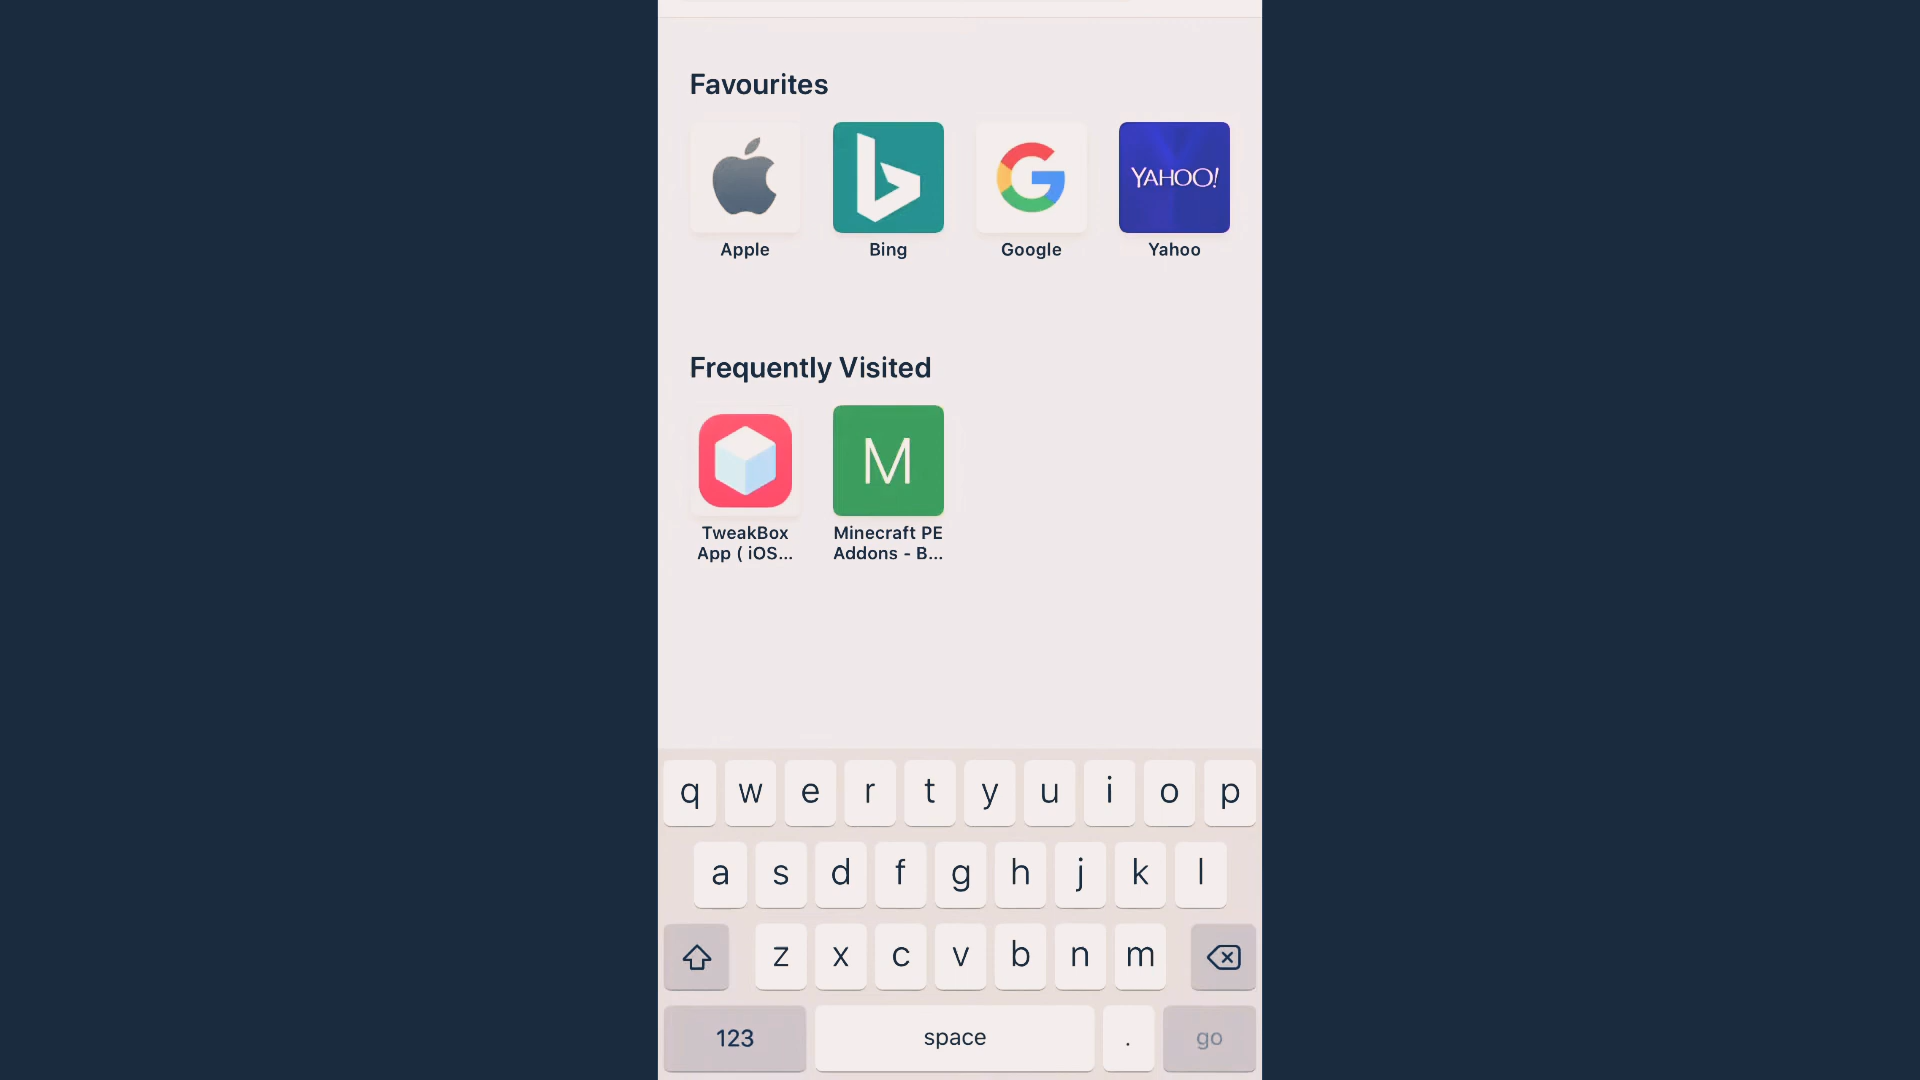 Favourites
YAHOO!
Apple Bing Google Yahoo
Frequently Visited
M
TweakBox App ( iOS...
Minecraft PE Addons - B...
q w e r t y u i o p
a s d f g h j k l
z x c v b n m
123 space . go